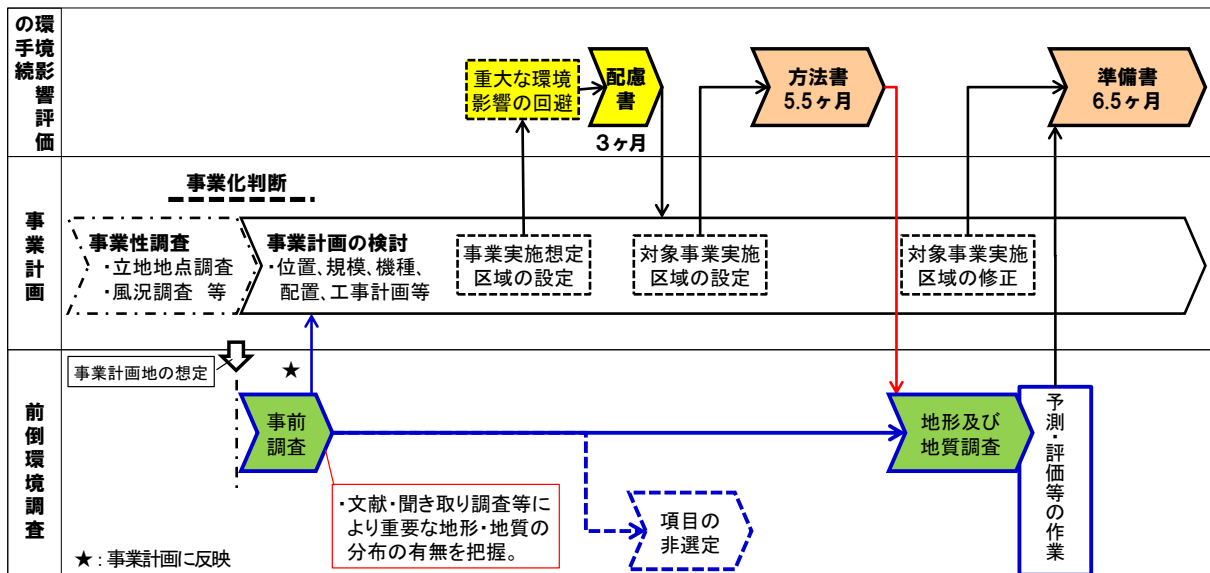 環境影響評価
の手続
重大な環境
影響の回避
配慮
書
3ヶ月
方法書
5.5ヶ月
準備書
6.5ヶ月
事業計画
事業化判断
事業性調査
・立地地点調査
・風況調査 等
事業計画の検討
・位置、規模、機種、
配置、工事計画等
事業実施想定
区域の設定
対象事業実施
区域の設定
対象事業実施
区域の修正
前倒環境調査
事業計画地の想定
★
事前
調査
・文献・聞き取り調査等に
より重要な地形・地質の
分布の有無を把握。
項目の
非選定
地形及び
地質調査
予測・評価等の作業
★：事業計画に反映